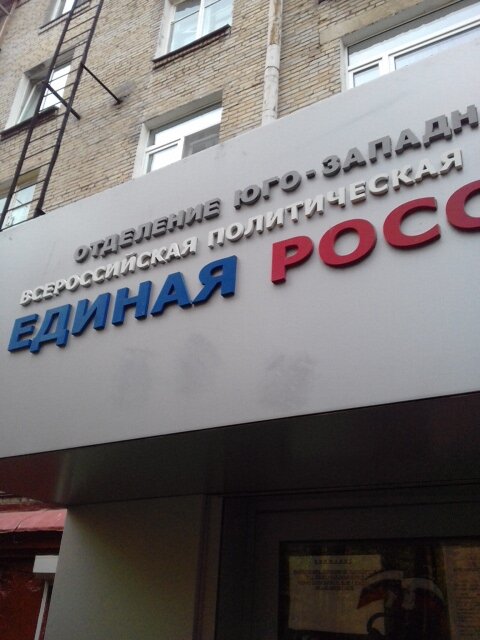 ОТДЕЛЕНИЕ ЮГО-ЗАПАДН
ВСЕРОССИЙСКАЯ ПОЛИТИЧЕСКАЯ
ЕДИНАЯ РОСС